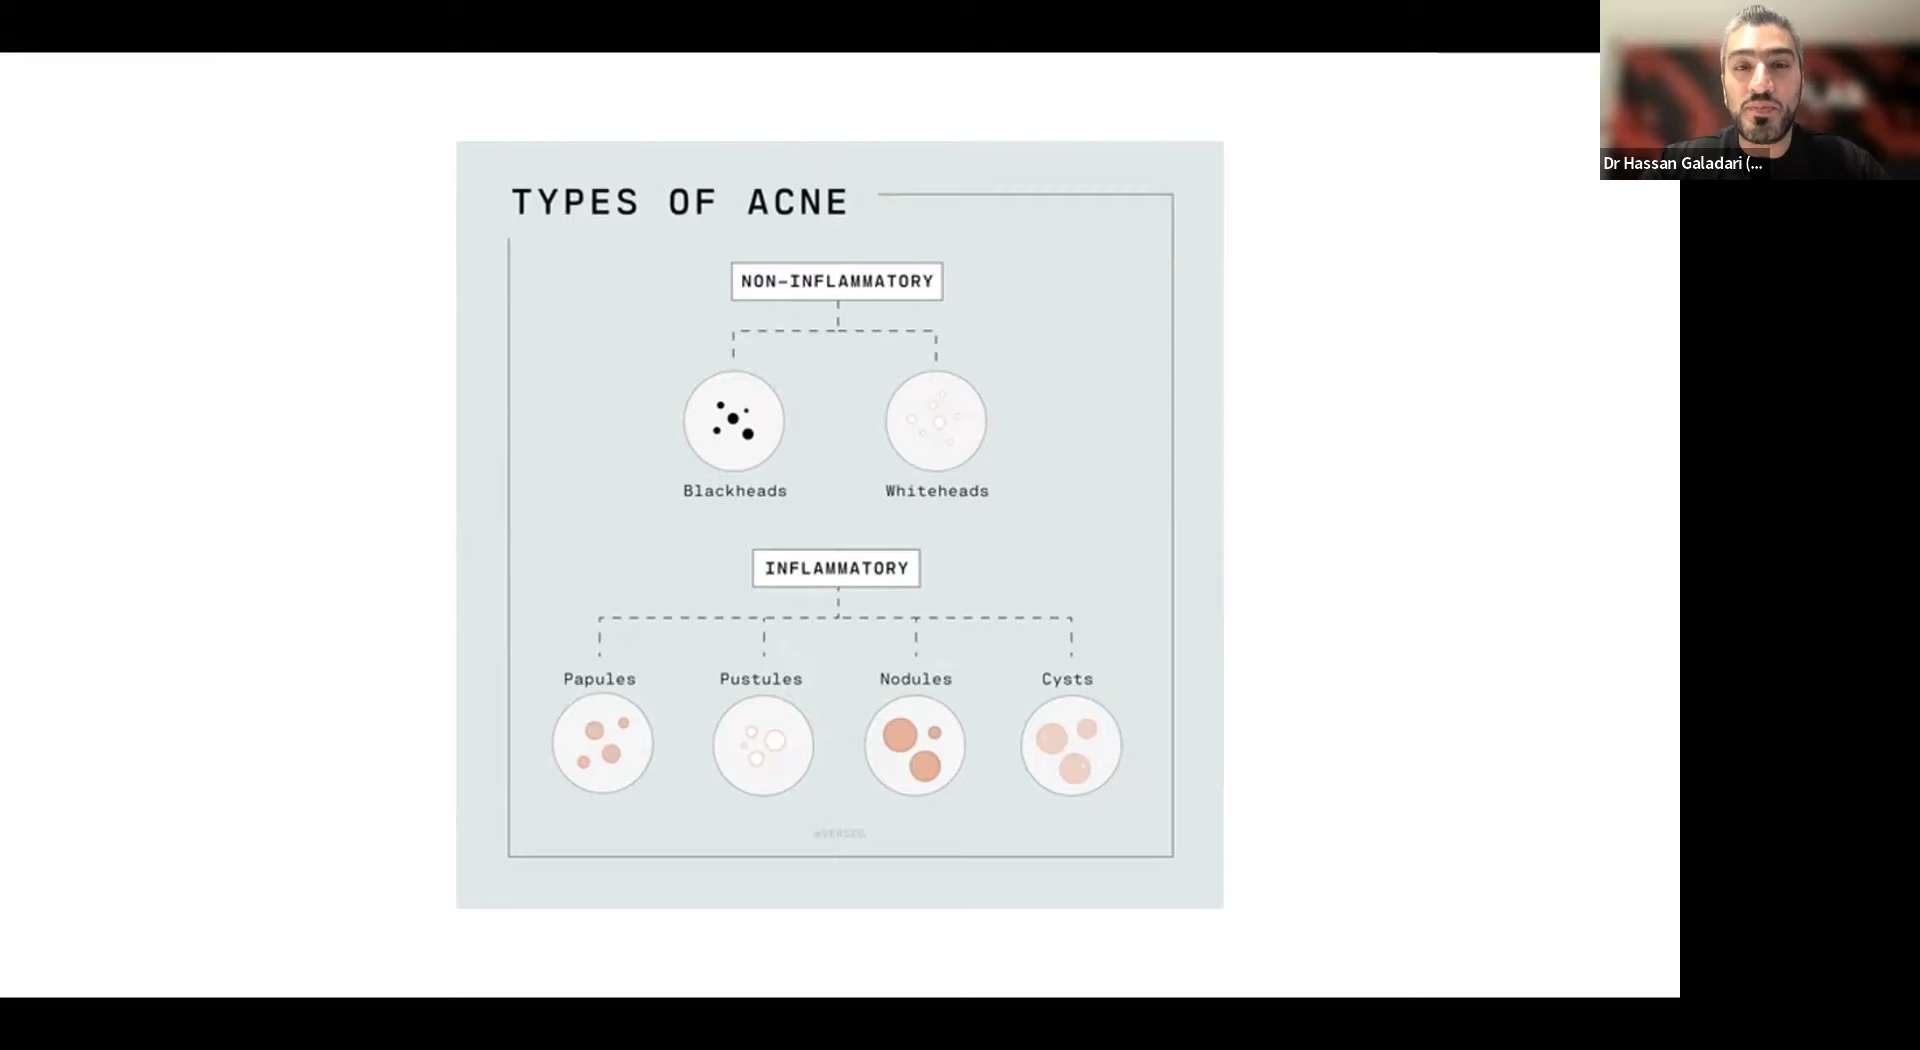 TYPES OF ACNE
NON-INFLAMMATORY
Blackheads Whiteheads
INFLAMMATORY
Papules Pustules Nodules Cysts
Dr Hassan Galadari (...